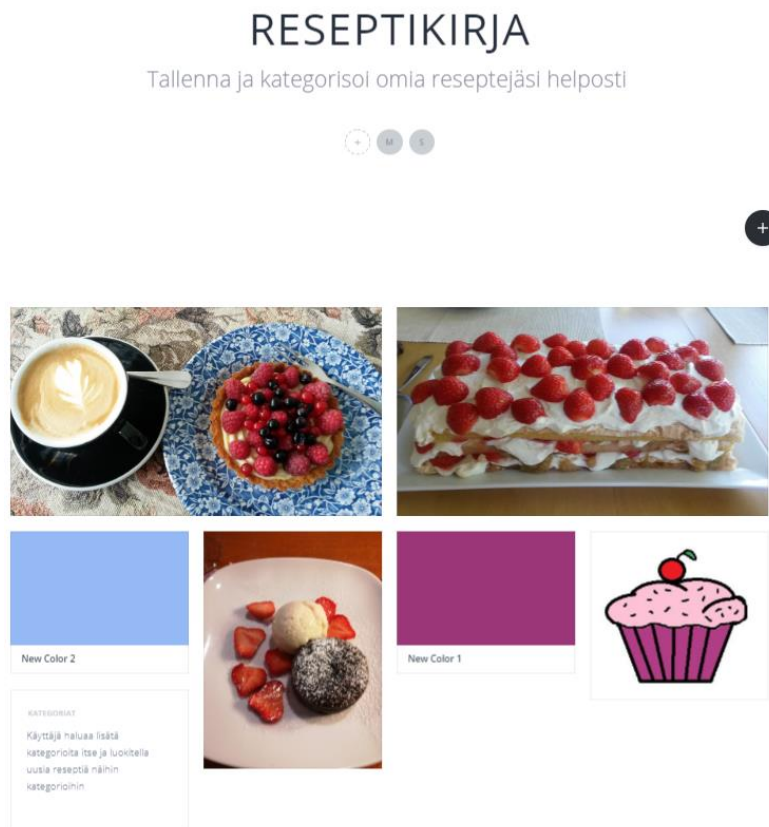 RESEPTIKIRJA
Tallenna ja kategorisoi omia reseptejäsi helposti
+ M S
+
New Color 2
New Color 1
KATEGORIAT
Käyttäjä haluaa lisätä
kategorioita itse ja luokitella
uusia reseptiä näihin
kategorioihin